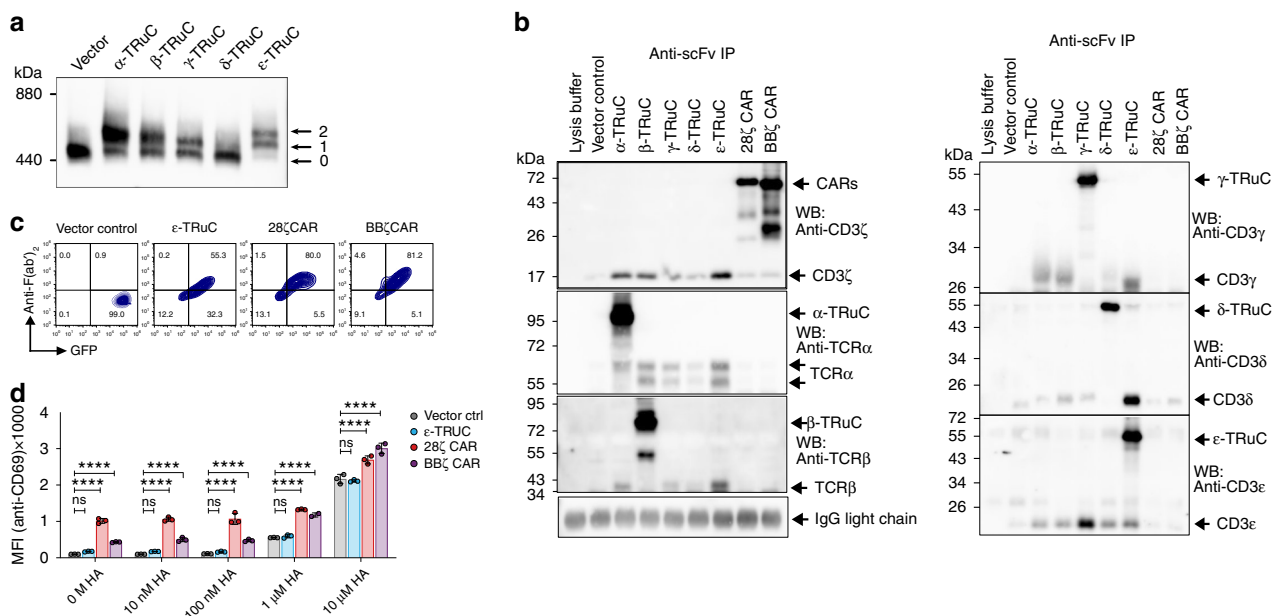 a
Vector
α-TRuC
β-TRuC
γ-TRuC
δ-TRuC
ε-TRuC
kDa
880
440
2
1
0
b
Anti-scFv IP
Lysis buffer
Vector control
α-TRuC
β-TRuC
γ-TRuC
δ-TRuC
ε-TRuC
28ζ CAR
BBζ CAR
kDa
72
43
26
17
CARs
WB:
Anti-CD3ζ
CD3ζ
95
72
55
α-TRuC
WB:
Anti-TCRα
TCRα
95
72
55
43
34
β-TRuC
WB:
Anti-TCRβ
TCRβ
IgG light chain
Anti-scFv IP
Lysis buffer
Vector control
α-TRuC
β-TRuC
γ-TRuC
δ-TRuC
ε-TRuC
28ζ CAR
BBζ CAR
kDa
55
43
34
26
γ-TRuC
WB:
Anti-CD3γ
CD3γ
55
43
34
26
δ-TRuC
WB:
Anti-CD3δ
CD3δ
72
55
43
34
26
17
ε-TRuC
WB:
Anti-CD3ε
CD3ε
c
Vector control
ε-TRuC
28ζCAR
BBζCAR
Anti-F(ab′)2
GFP
0.0 0.9
0.1 99.0
0.2 55.3
12.2 32.3
1.5 80.0
13.1 5.5
4.6 81.2
9.1 5.1
d
MFI (anti-CD69)×1000
4
3
2
1
0
Vector ctrl
ε-TRUC
28ζ CAR
BBζ CAR
****
****
ns
****
****
ns
****
****
ns
****
****
ns
****
****
ns
0 M HA
10 nM HA
100 nM HA
1 μM HA
10 μM HA